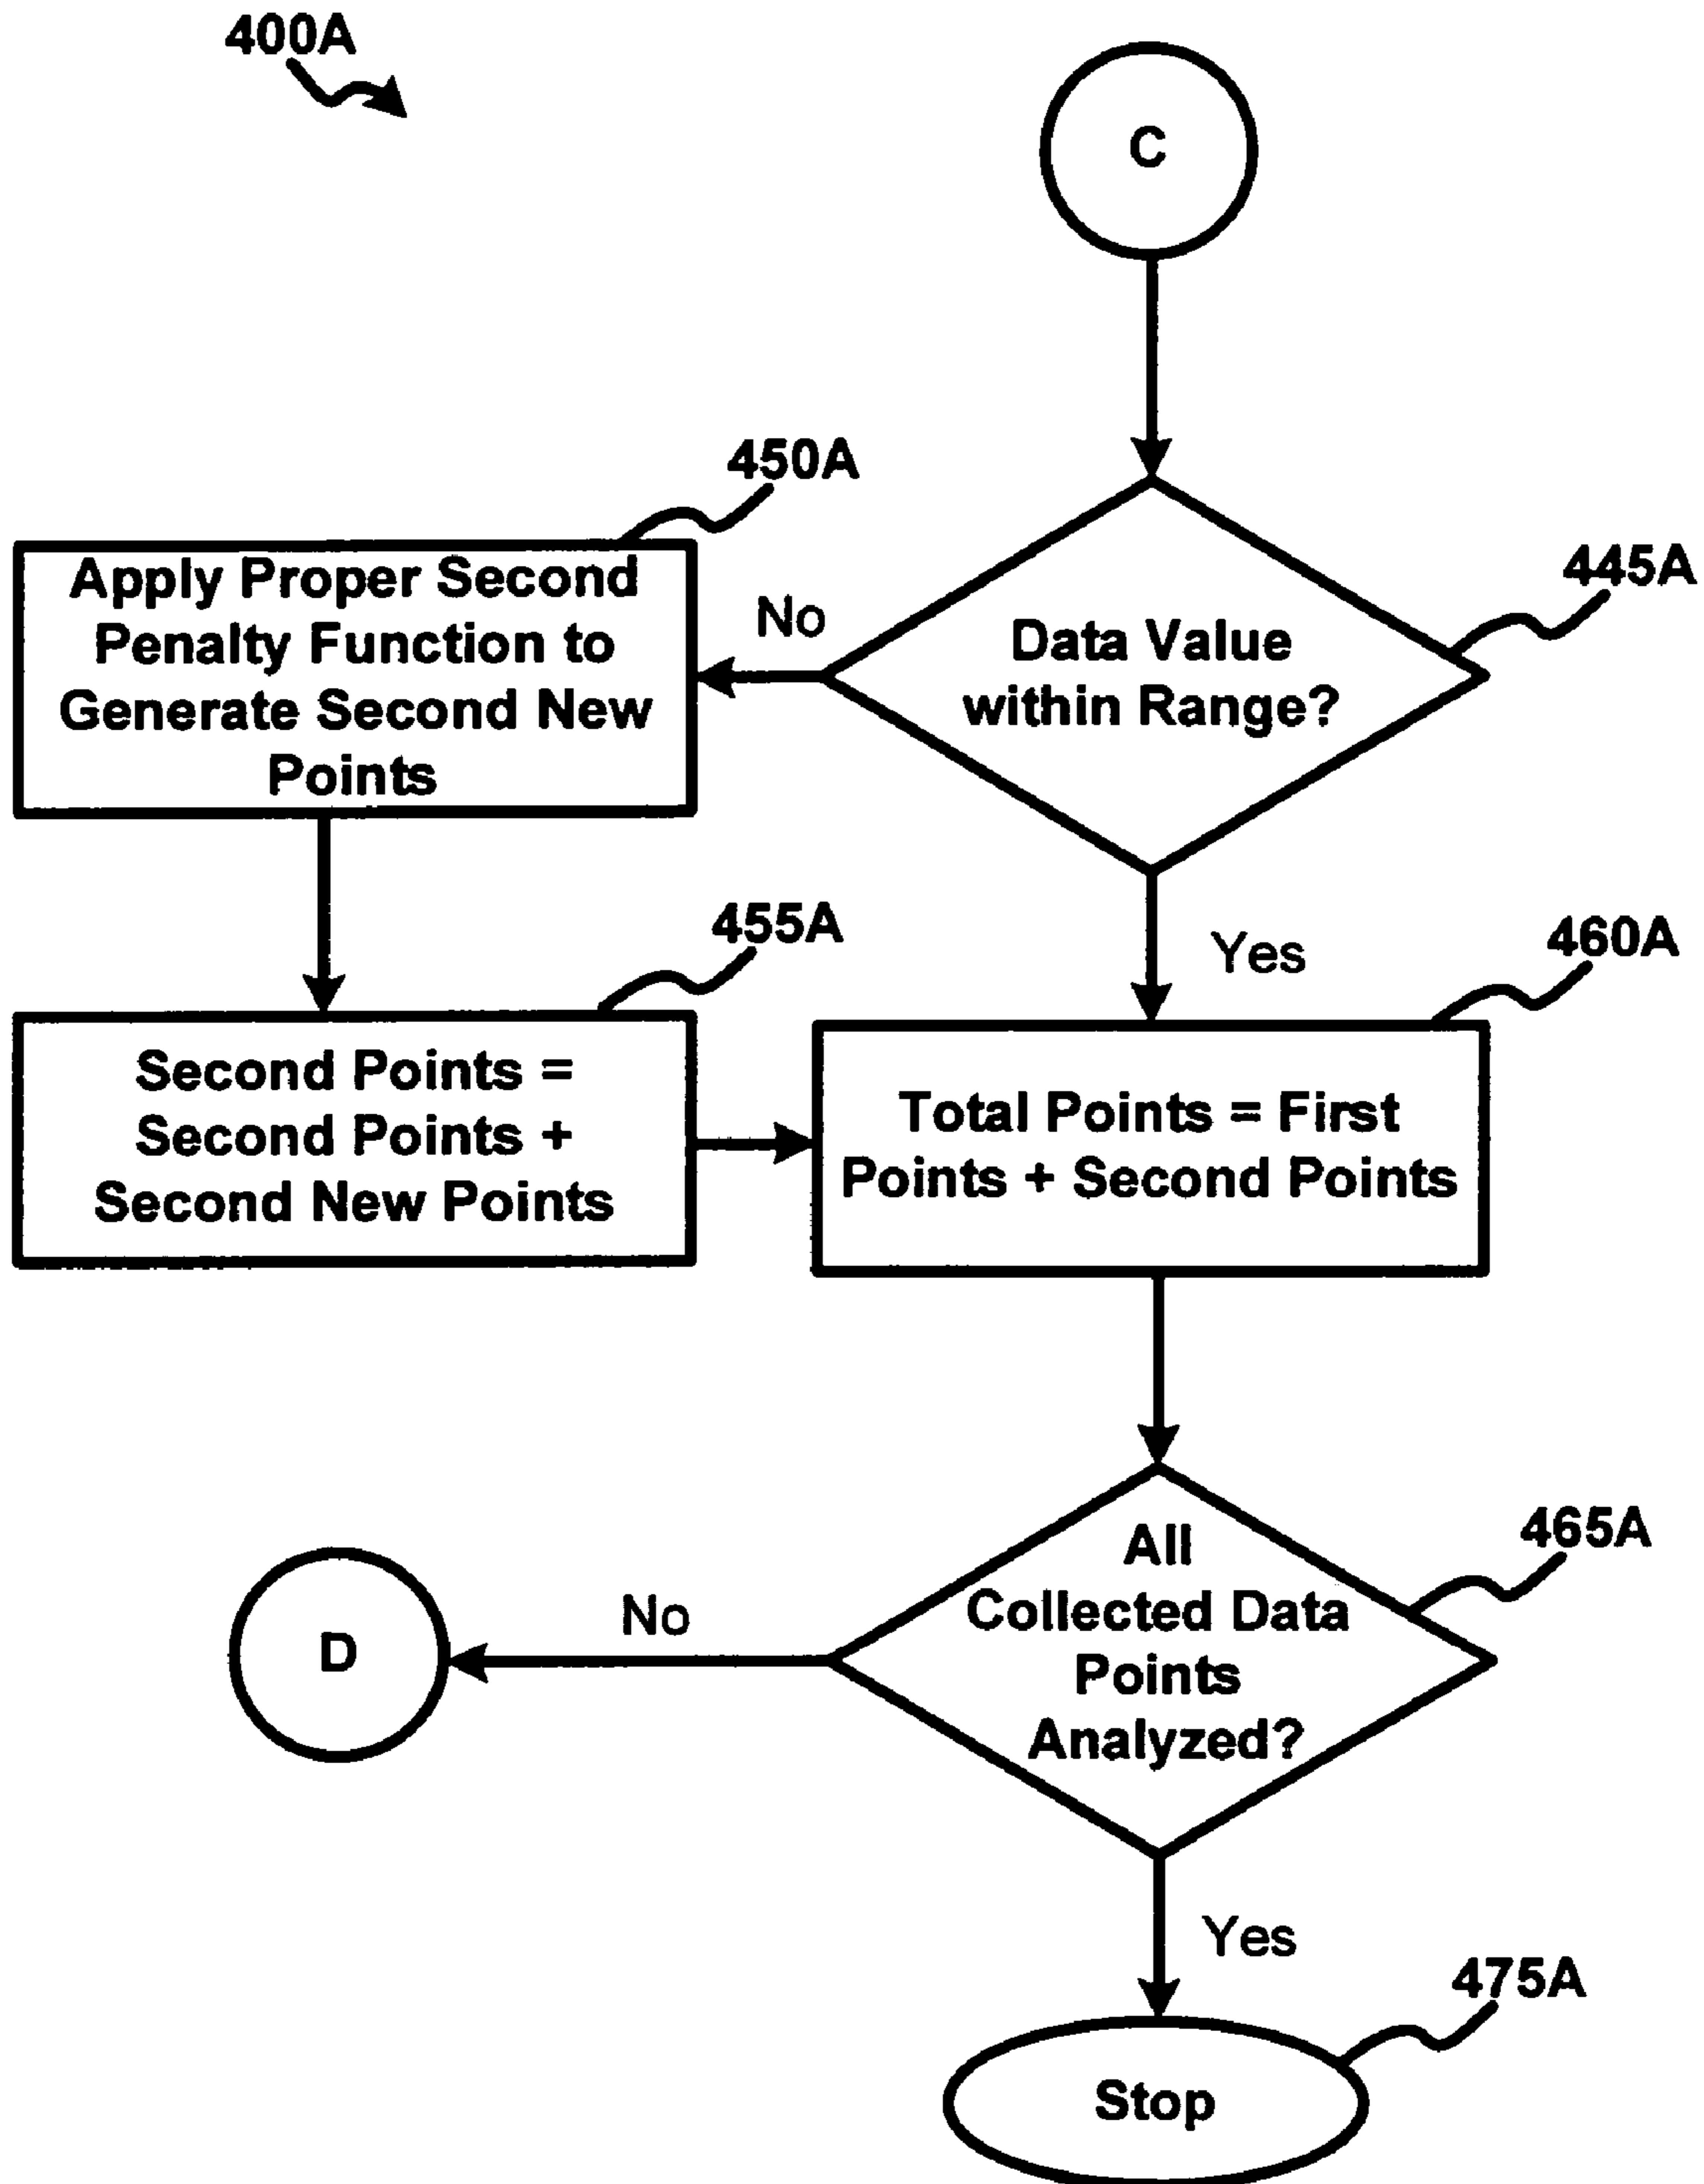 400A
C
450A
Apply Proper Second
Penalty Function to
Generate Second New
Points
No
445A
Data Value
within Range?
455A
Second Points =
Second Points +
Second New Points
Yes
460A
Total Points = First
Points + Second Points
465A
All
Collected Data
Points
Analyzed?
No
D
Yes
475A
Stop